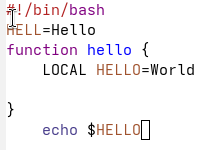 #!/bin/bash
HELL=Hello
function hello {
    LOCAL HELLO=World

}
    echo $HELLO